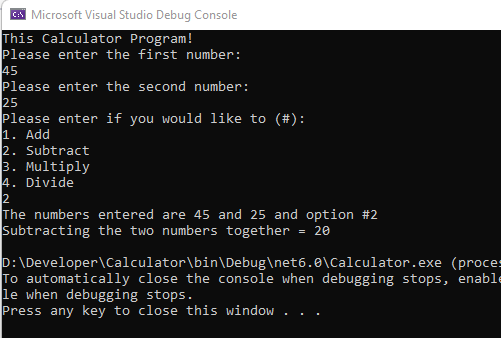 Microsoft Visual Studio Debug Console
This Calculator Program!
Please enter the first number:
45
Please enter the second number:
25
Please enter if you would like to (#):
1. Add
2. Subtract
3. Multiply
4. Divide
2
The numbers entered are 45 and 25 and option #2
Subtracting the two numbers together = 20
D:\Developer\Calculator\bin\Debug\net6.0\Calculator.exe (proces
To automatically close the console when debugging stops, enable
le when debugging stops.
Press any key to close this window . . .